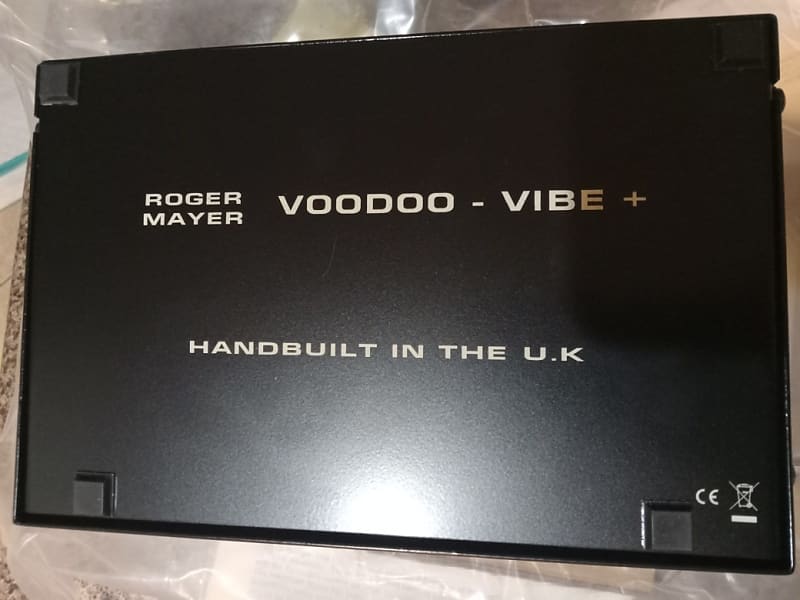 ROGER
MAYER
VOODOO - VIBE +
HANDBUILT IN THE U.K
CE